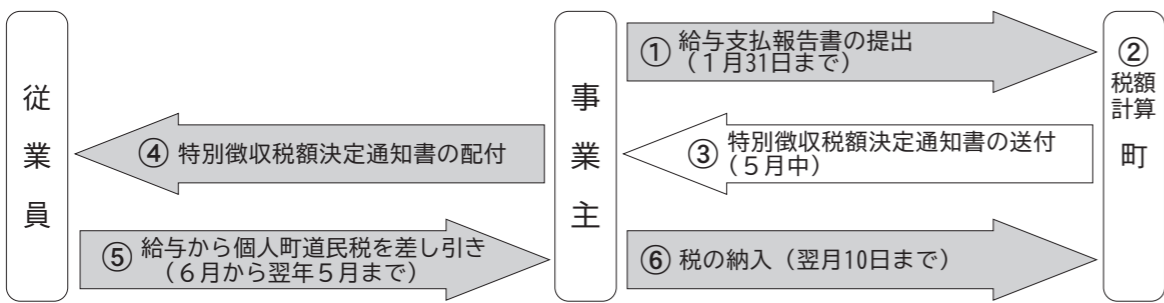 従業員
事業主
① 給与支払報告書の提出
（1月31日まで）
②
税額
計算
町
③ 特別徴収税額決定通知書の送付
（5月中）
④ 特別徴収税額決定通知書の配付
⑤ 給与から個人町道民税を差し引き
（6月から翌年5月まで）
⑥ 税の納入（翌月10日まで）